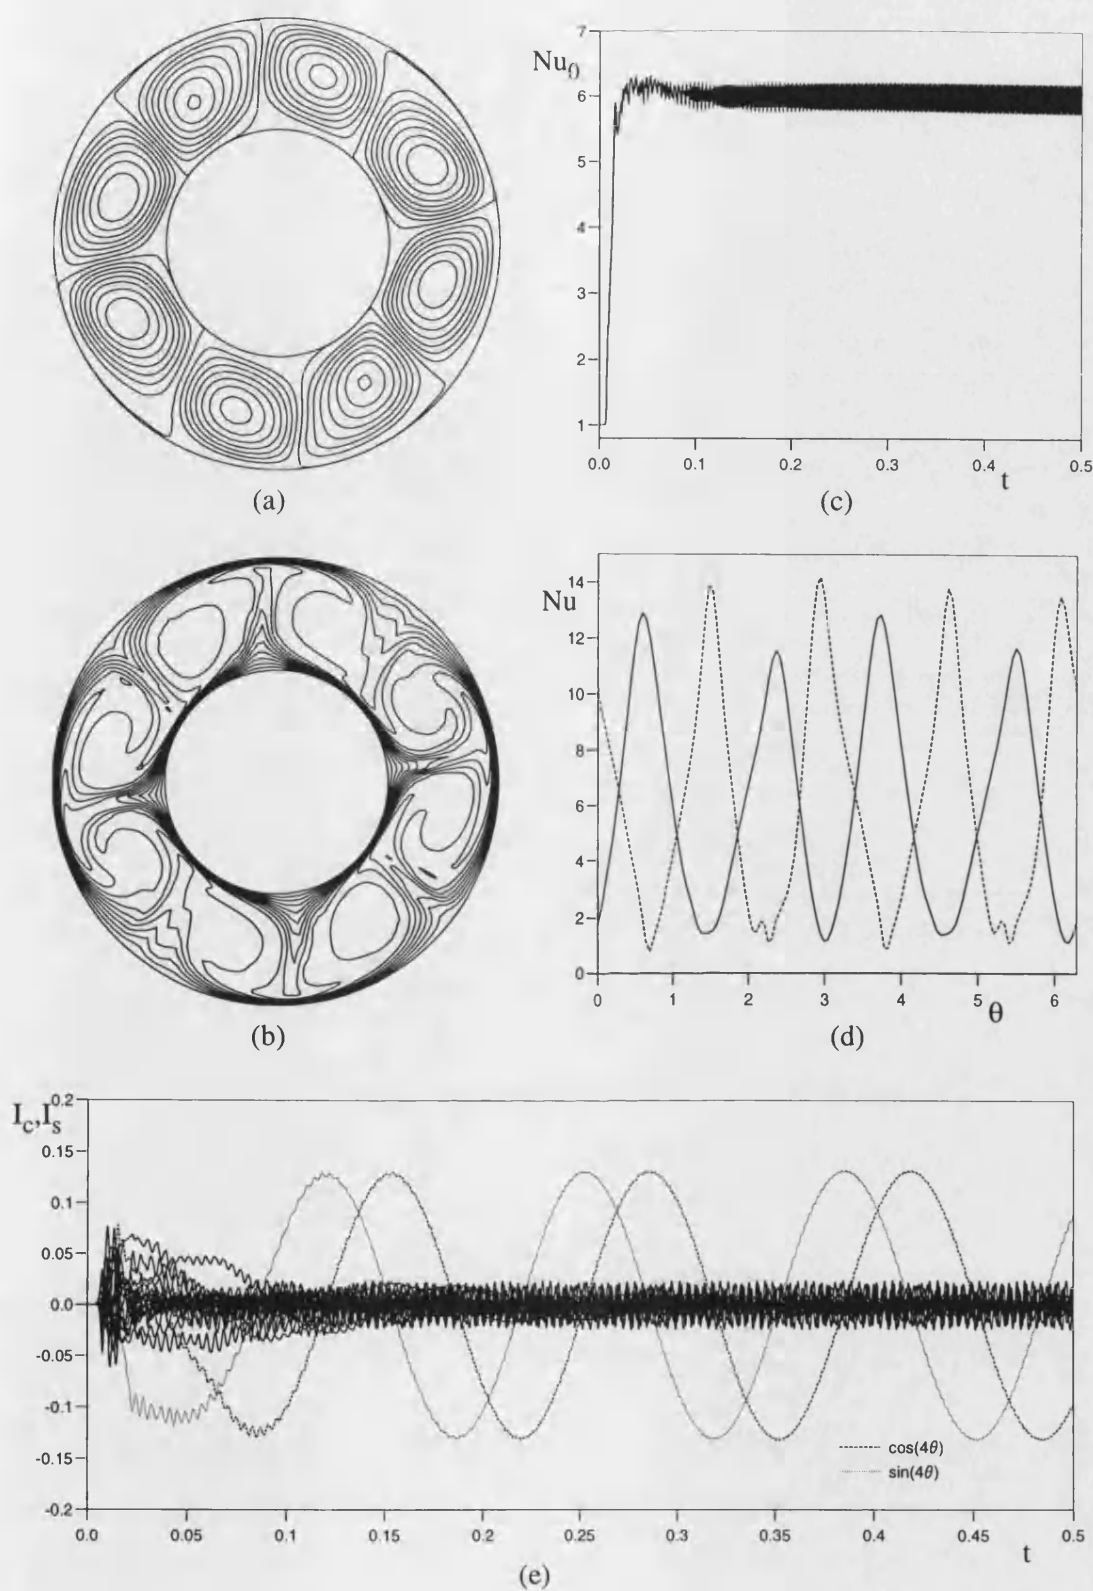 Nu₀
7
6
5
4
3
2
1
0.0 0.1 0.2 0.3 0.4 0.5
t
(a)
(c)
Nu
14
12
10
8
6
4
2
0
0 1 2 3 4 5 6
θ
(b)
(d)
I_c,I_s
0.2
0.15
0.1
0.05
0.0
-0.05
-0.1
-0.15
-0.2
cos(4θ)
sin(4θ)
0.0 0.05 0.1 0.15 0.2 0.25 0.3 0.35 0.4 0.45 0.5
t
(e)